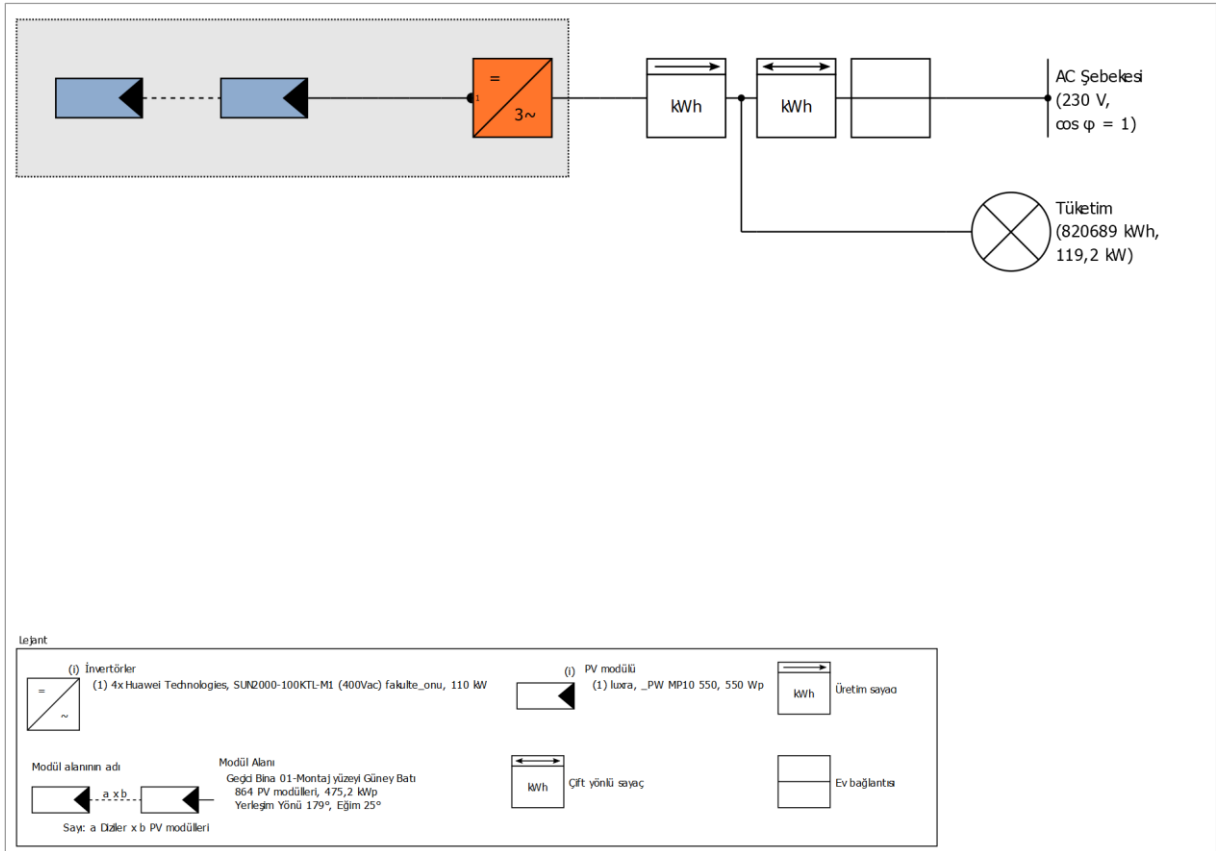 =
3~
1
kWh
kWh
AC Şebekesi
(230 V,
cos φ = 1)
Tüketim
(820689 kWh,
119,2 kW)
Lejant
(i) İnvertörler
(1) 4x Huawei Technologies, SUN2000-100KTL-M1 (400Vac) fakulte_onu, 110 kW
=
~
(i) PV modülü
(1) luxra, _PW MP10 550, 550 Wp
kWh
Üretim sayacı
Modül alanının adı
a x b
Sayı: a Diziler x b PV modülleri
Modül Alanı
Geçici Bina 01-Montaj yüzeyi Güney Batı
864 PV modülleri, 475,2 kWp
Yerleşim Yönü 179°, Eğim 25°
kWh
Çift yönlü sayaç
Ev bağlantısı